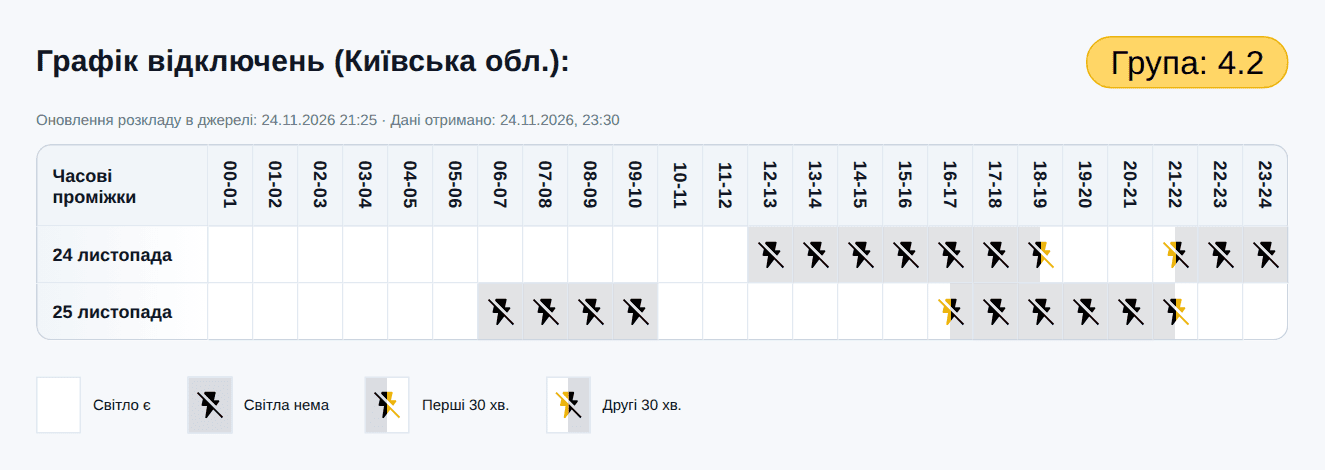 Графік відключень (Київська обл.):
Група: 4.2
Оновлення розкладу в джерелі: 24.11.2026 21:25 · Дані отримано: 24.11.2026, 23:30
Часові
проміжки
00-01
01-02
02-03
03-04
04-05
05-06
06-07
07-08
08-09
09-10
10-11
11-12
12-13
13-14
14-15
15-16
16-17
17-18
18-19
19-20
20-21
21-22
22-23
23-24
24 листопада
25 листопада
Світло є
Світла нема
Перші 30 хв.
Другі 30 хв.